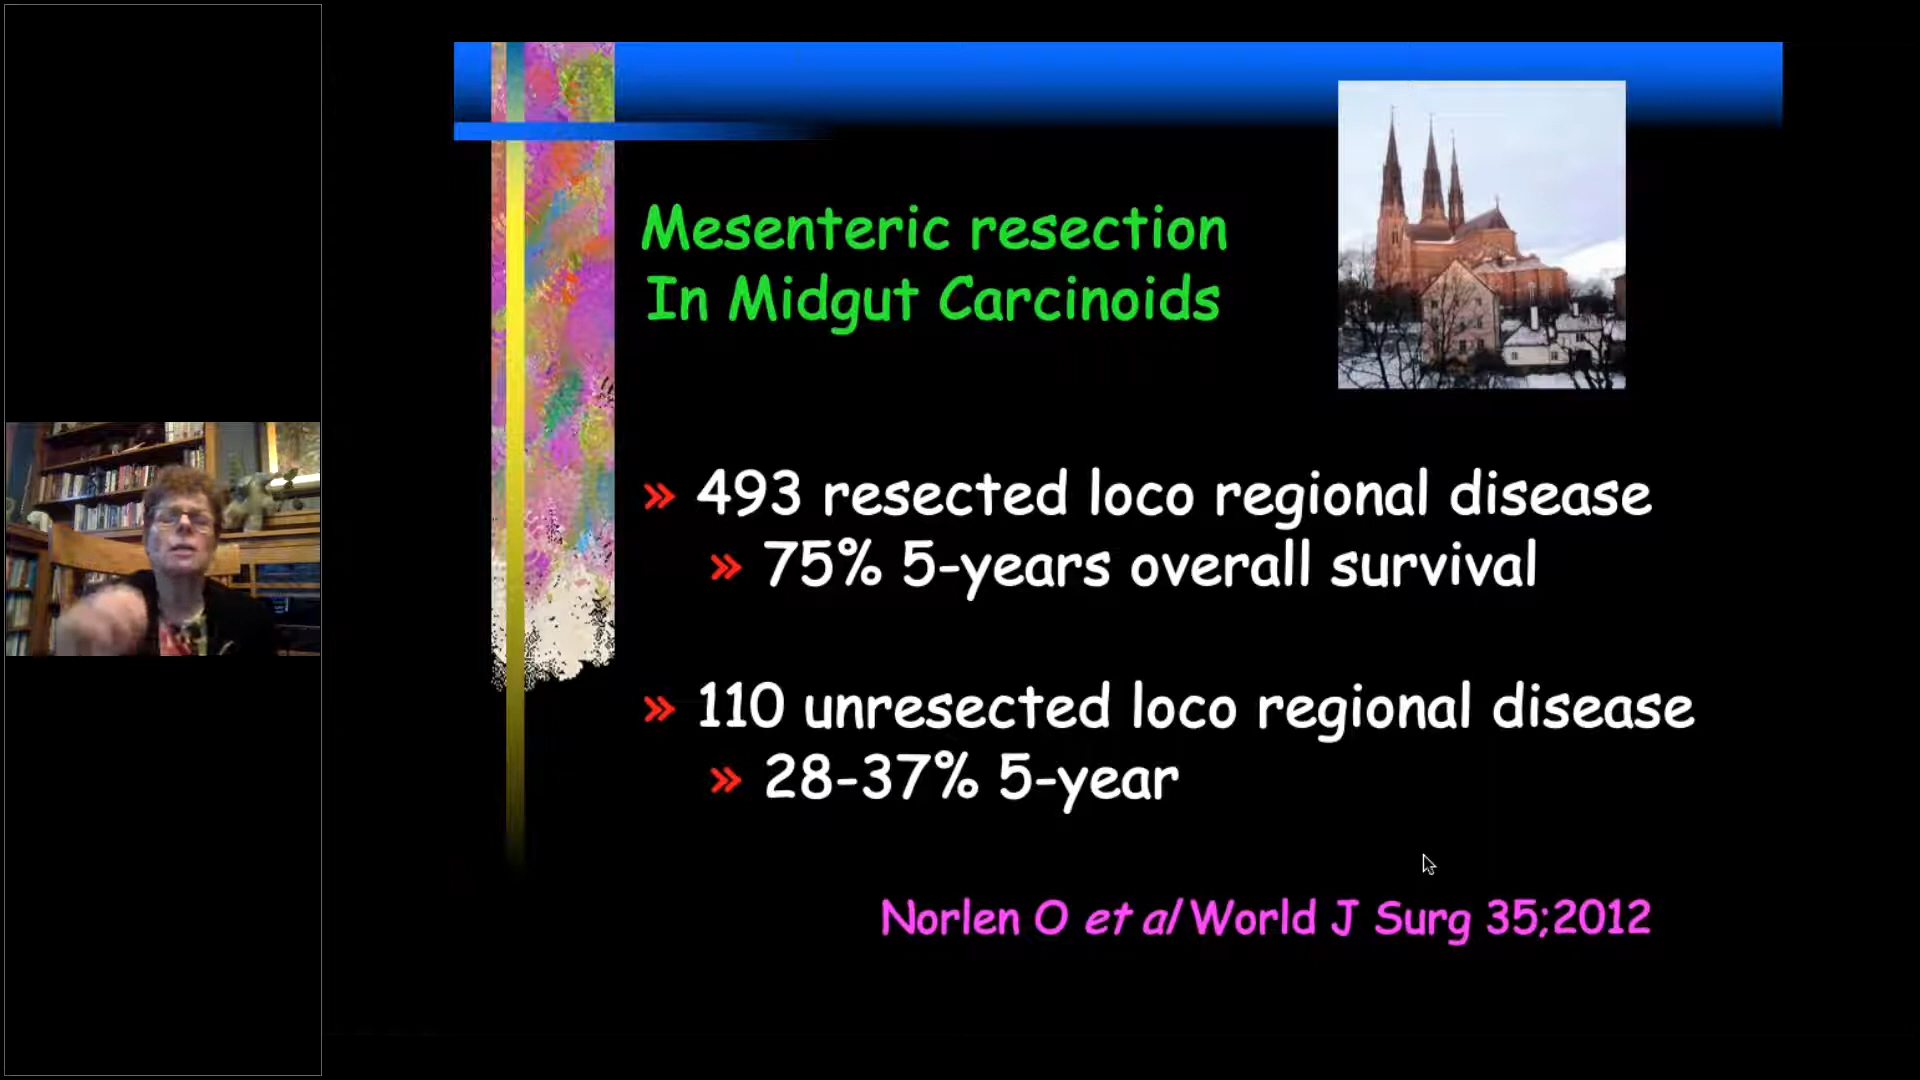 Mesenteric resection
In Midgut Carcinoids
» 493 resected loco regional disease
» 75% 5-years overall survival
» 110 unresected loco regional disease
» 28-37% 5-year
Norlen O et al World J Surg 35;2012